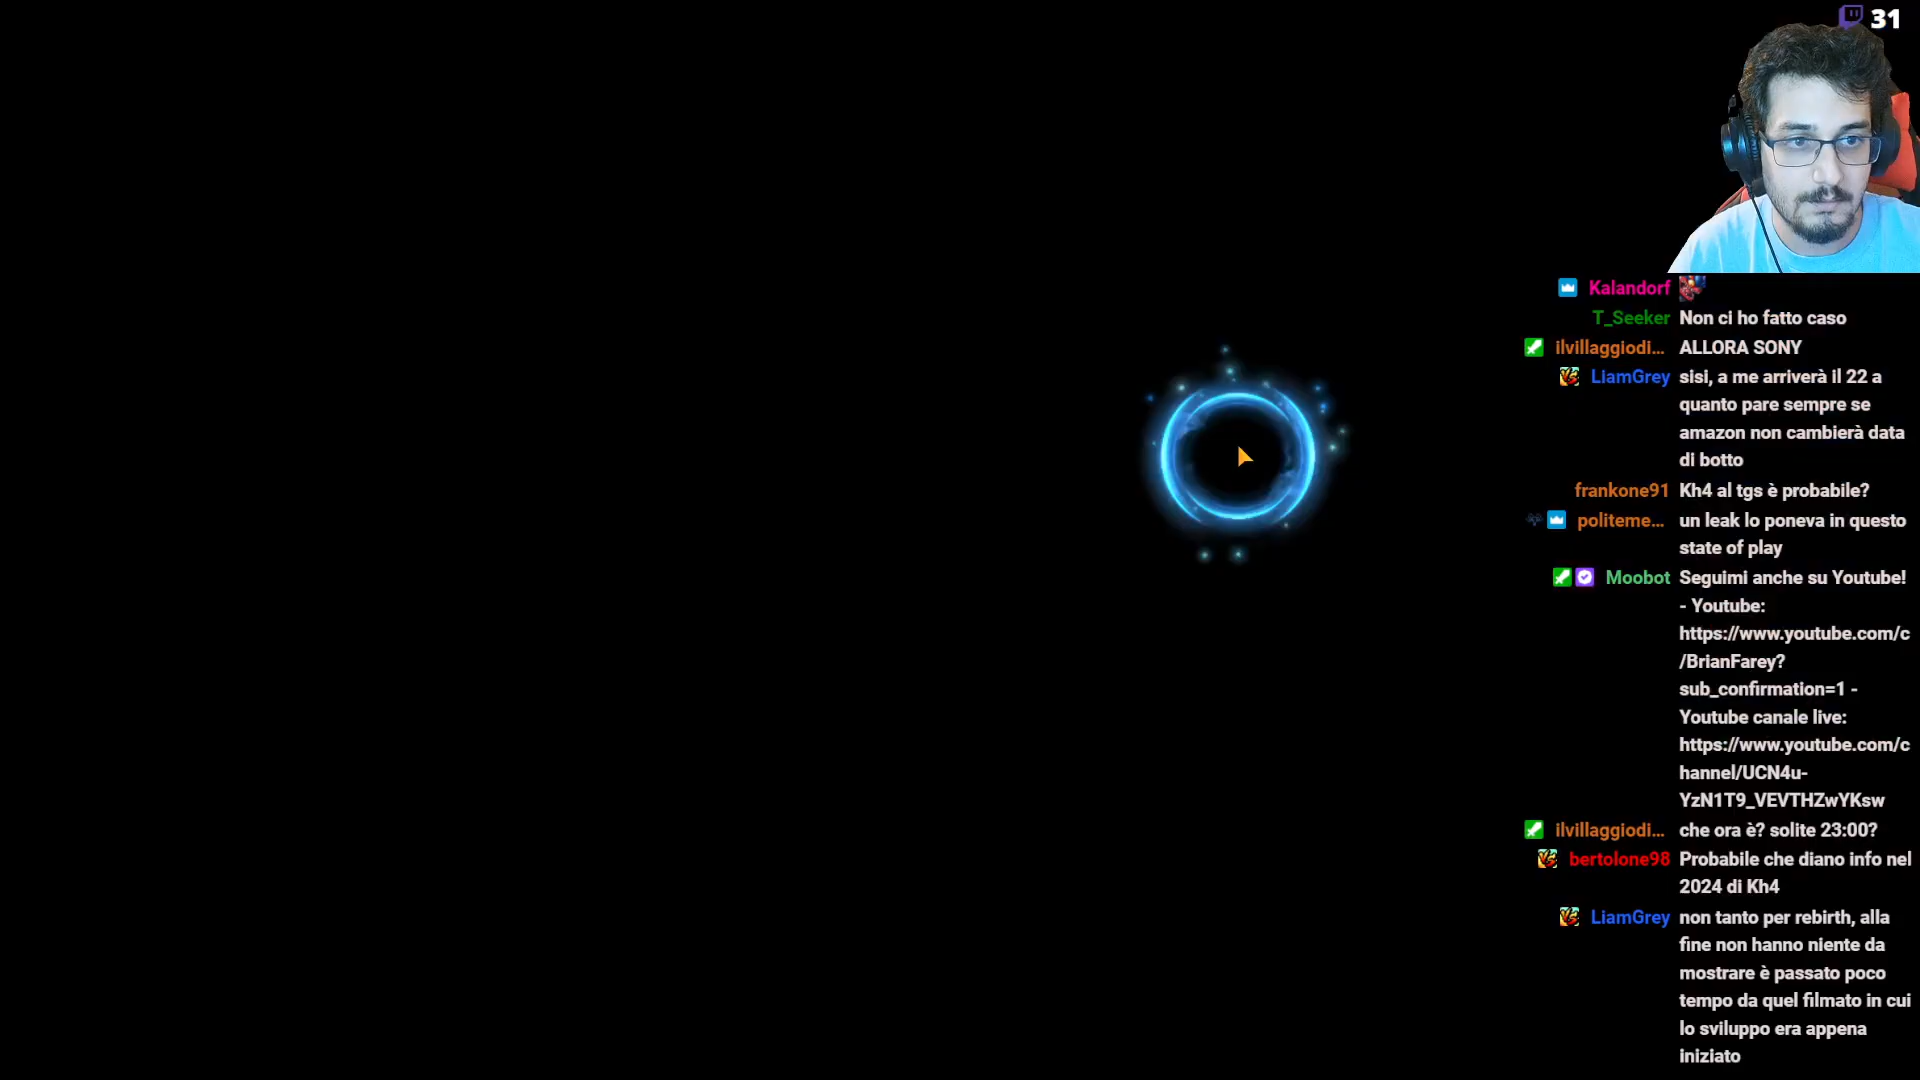 31
Kalandorf
T_Seeker Non ci ho fatto caso
ilvillaggiodi... ALLORA SONY
LiamGrey sisi, a me arriverà il 22 a
quanto pare sempre se
amazon non cambierà data
di botto
frankone91 Kh4 al tgs è probabile?
politeme... un leak lo poneva in questo
state of play
Moobot Seguimi anche su Youtube!
- Youtube:
https://www.youtube.com/c
/BrianFarey?
sub_confirmation=1 -
Youtube canale live:
https://www.youtube.com/c
hannel/UCN4u-
YzN1T9_VEVTHZwYKsw
ilvillaggiodi... che ora è? solite 23:00?
bertolone98 Probabile che diano info nel
2024 di Kh4
LiamGrey non tanto per rebirth, alla
fine non hanno niente da
mostrare è passato poco
tempo da quel filmato in cui
lo sviluppo era appena
iniziato